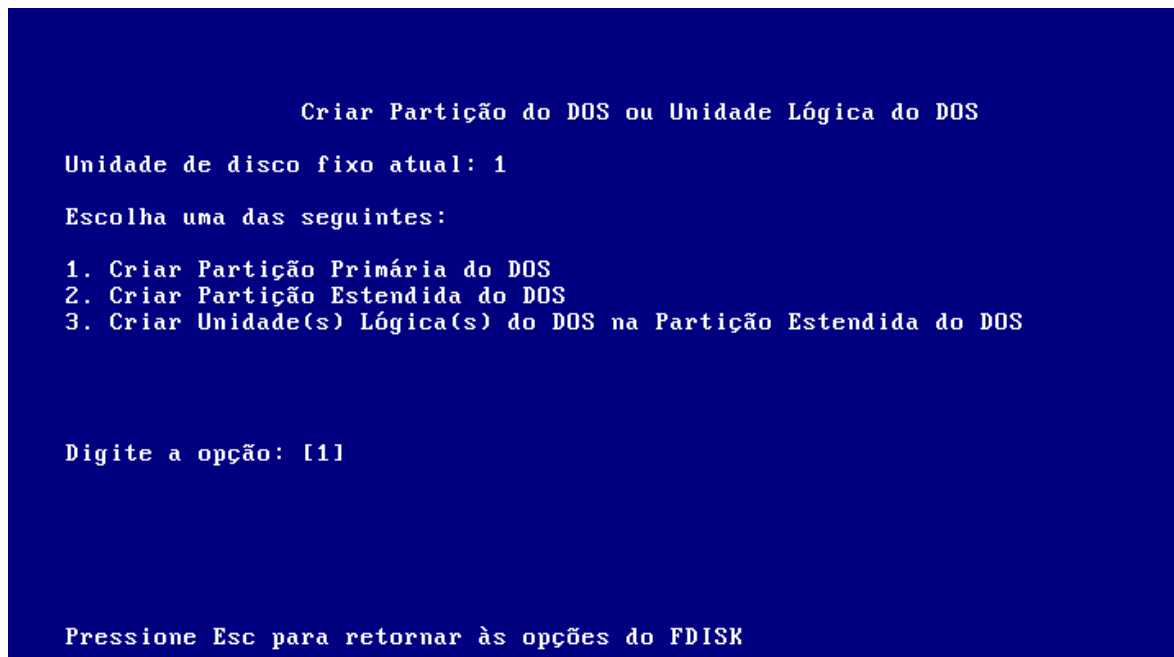 Criar Partição do DOS ou Unidade Lógica do DOS
Unidade de disco fixo atual: 1
Escolha uma das seguintes:
1. Criar Partição Primária do DOS
2. Criar Partição Estendida do DOS
3. Criar Unidade(s) Lógica(s) do DOS na Partição Estendida do DOS
Digite a opção: [1]
Pressione Esc para retornar às opções do FDISK